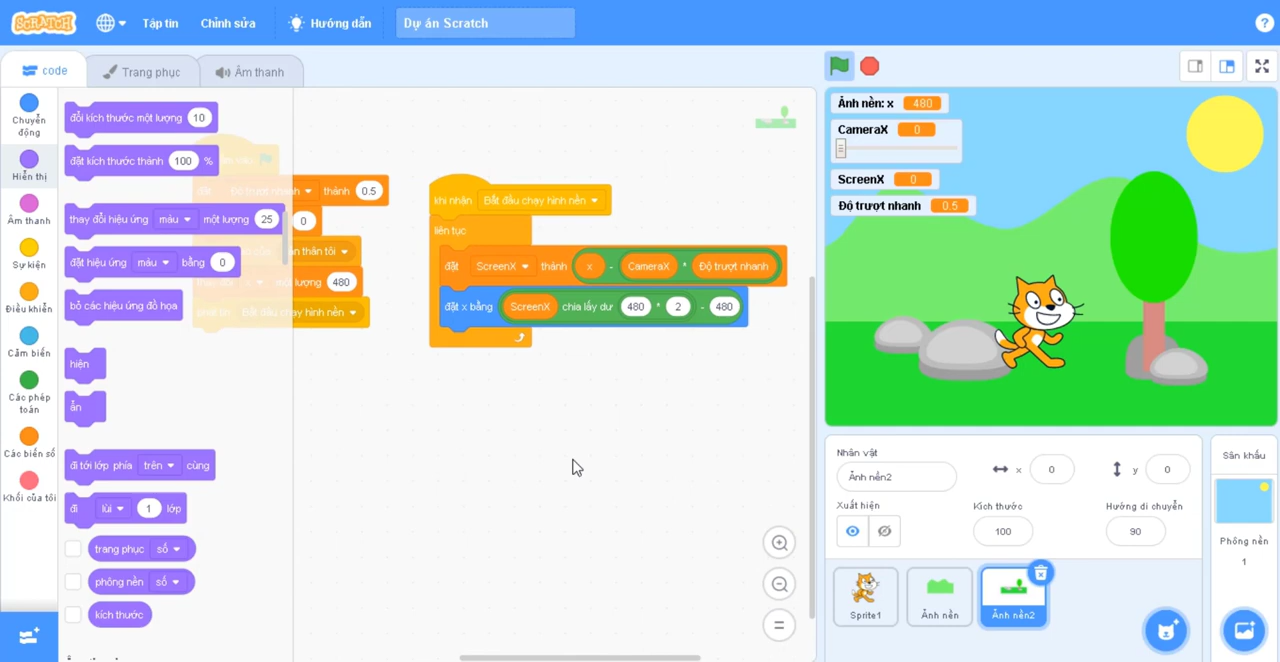 SCRATCH
Tập tin
Chỉnh sửa
Hướng dẫn
Dự án Scratch
?
code
Trang phục
Âm thanh
Chuyển động
Hiển thị
Âm thanh
Sự kiện
Điều khiển
Cảm biến
Các phép toán
Các biến số
Khối của tôi
đổi kích thước một lượng 10
đặt kích thước thành 100 %
thay đổi hiệu ứng màu một lượng 25
đặt hiệu ứng màu bằng 0
bỏ các hiệu ứng đồ họa
hiện
ẩn
đi tới lớp phía trên cùng
đi lùi 1 lớp
trang phục số
phông nền số
kích thước
Độ trượt nhanh thành 0.5
0
thân tôi
một lượng 480
Bắt đầu chạy hình nền
khi nhận Bắt đầu chạy hình nền
liên tục
đặt ScreenX thành x - CameraX * Độ trượt nhanh
đặt x bằng ScreenX chia lấy dư 480 * 2 - 480
Ảnh nền: x 480
CameraX 0
ScreenX 0
Độ trượt nhanh 0.5
Nhân vật
Ảnh nền2
x 0
y 0
Xuất hiện
Kích thước
100
Hướng di chuyển
90
Sprite1
Ảnh nền
Ảnh nền2
Sân khấu
Phông nền
1